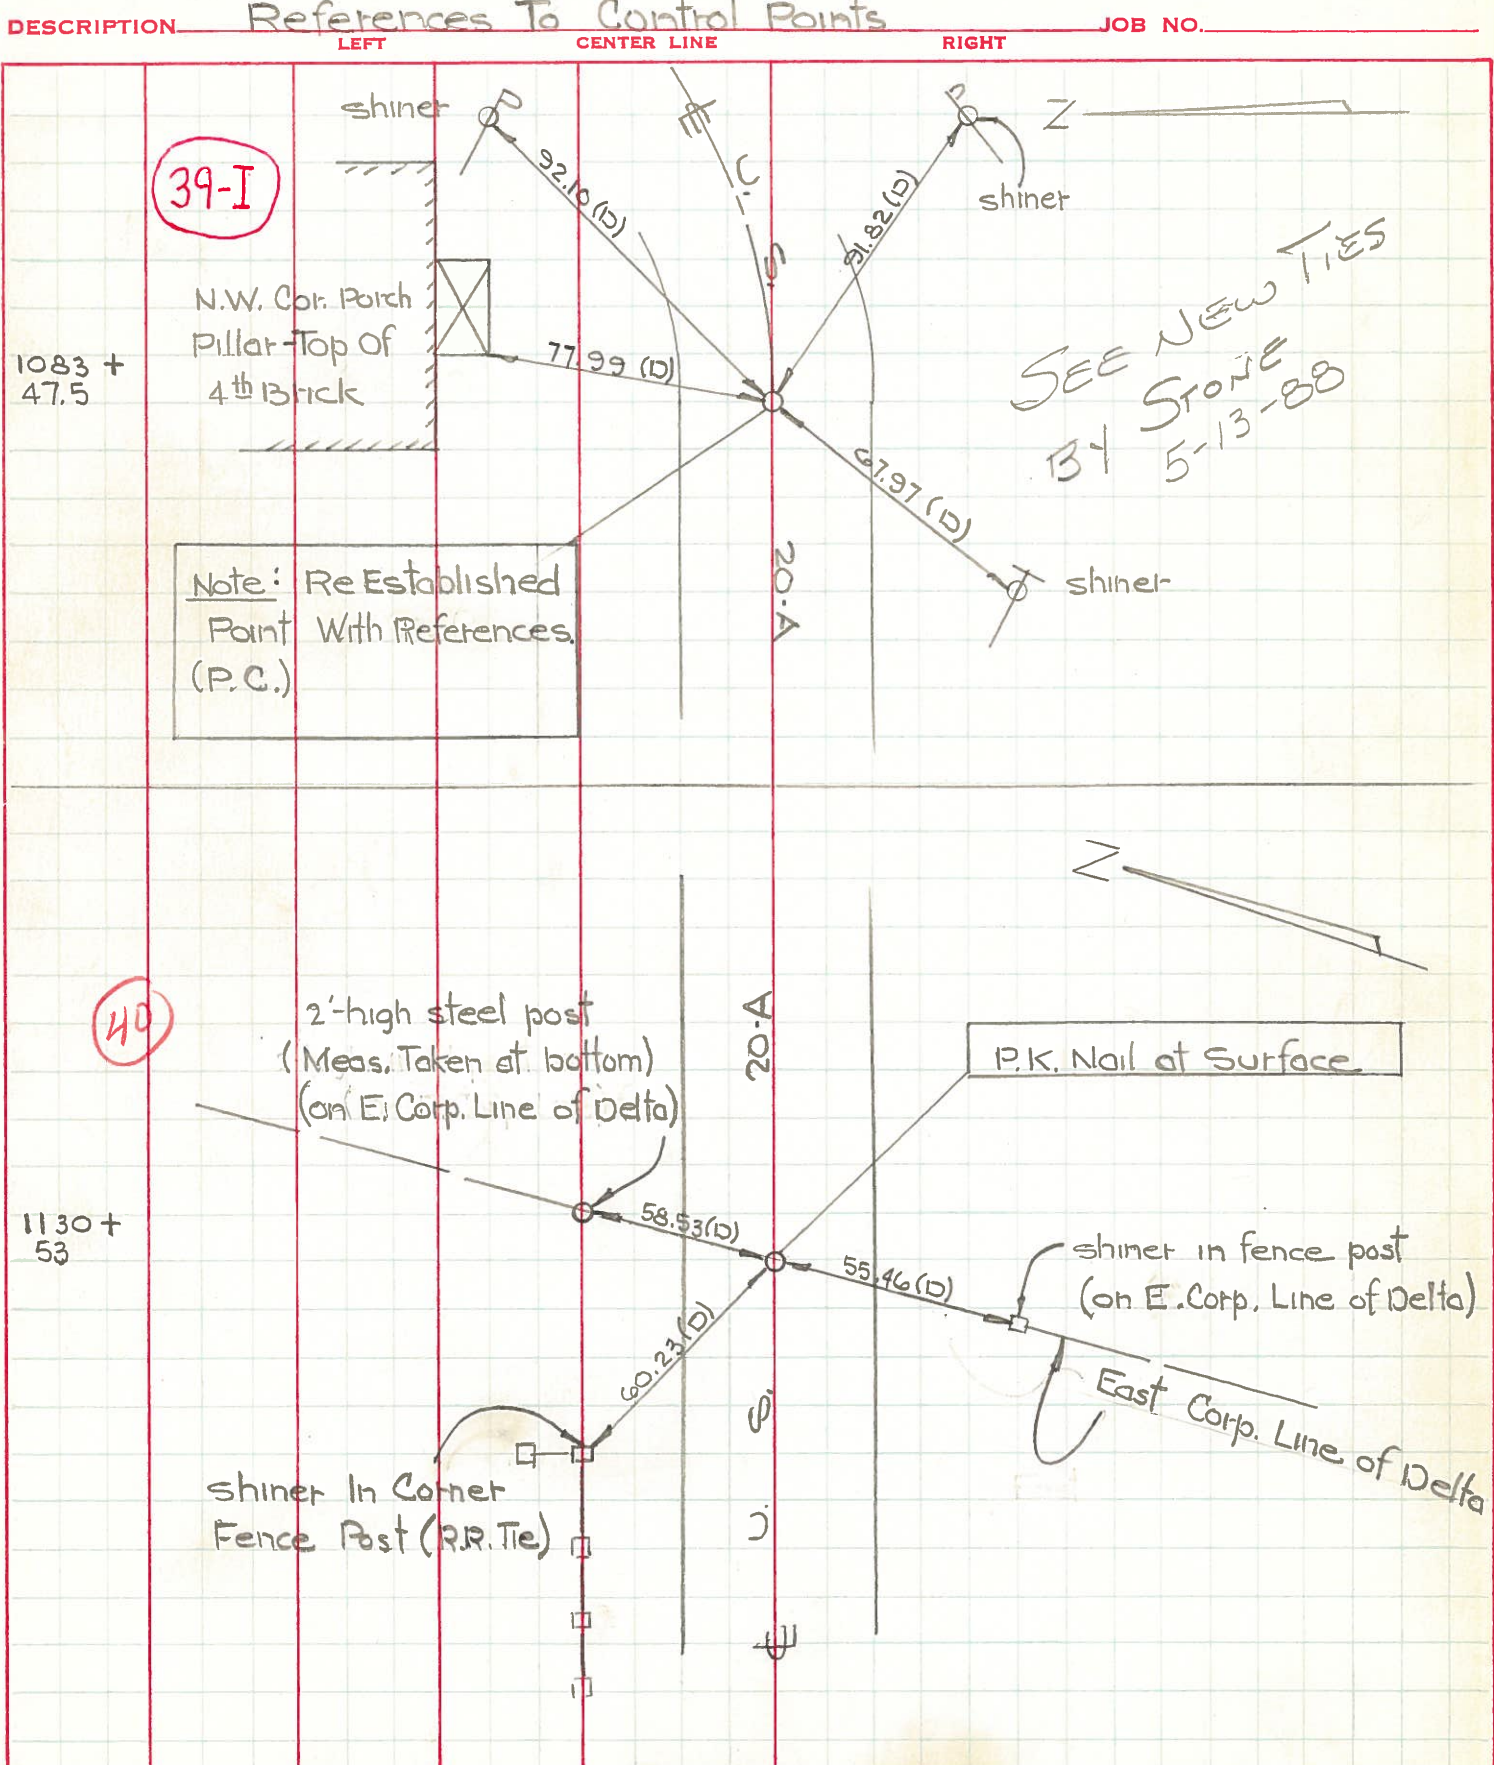 DESCRIPTION References To Control Points JOB NO.
LEFT CENTER LINE RIGHT
shiner
P
P
Z
39-I
92.10 (D)
C.
S.
91.82 (D)
shiner
N.W. Cor. Porch
Pillar-Top Of
4th Brick
1083 +
47.5
77.99 (D)
SEE NEW TIES
BY STONE
5-13-88
67.97 (D)
20-A
shiner
Note: Re Established
Point With References.
(P.C.)
Z
40
2'-high steel post
(Meas. Taken at bottom)
(on E. Corp. Line of Delta)
20-A
P.K. Nail at Surface
1130 +
53
58.53 (D)
55.46 (D)
shiner in fence post
(on E. Corp. Line of Delta)
60.23 (D)
East Corp. Line of Delta
S.
C.
shiner In Corner
Fence Post (R.R. Tie)